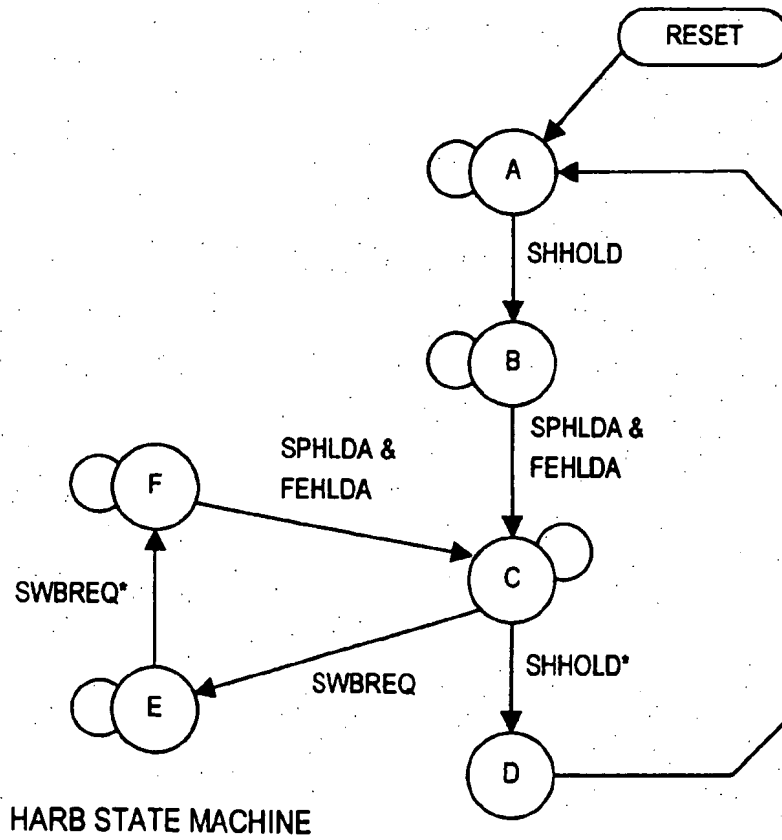 RESET
A
SHHOLD
B
SPHLDA &
FEHLDA
SPHLDA &
FEHLDA
F
C
SWBREQ*
SWBREQ
SHHOLD*
E
D
HARB STATE MACHINE